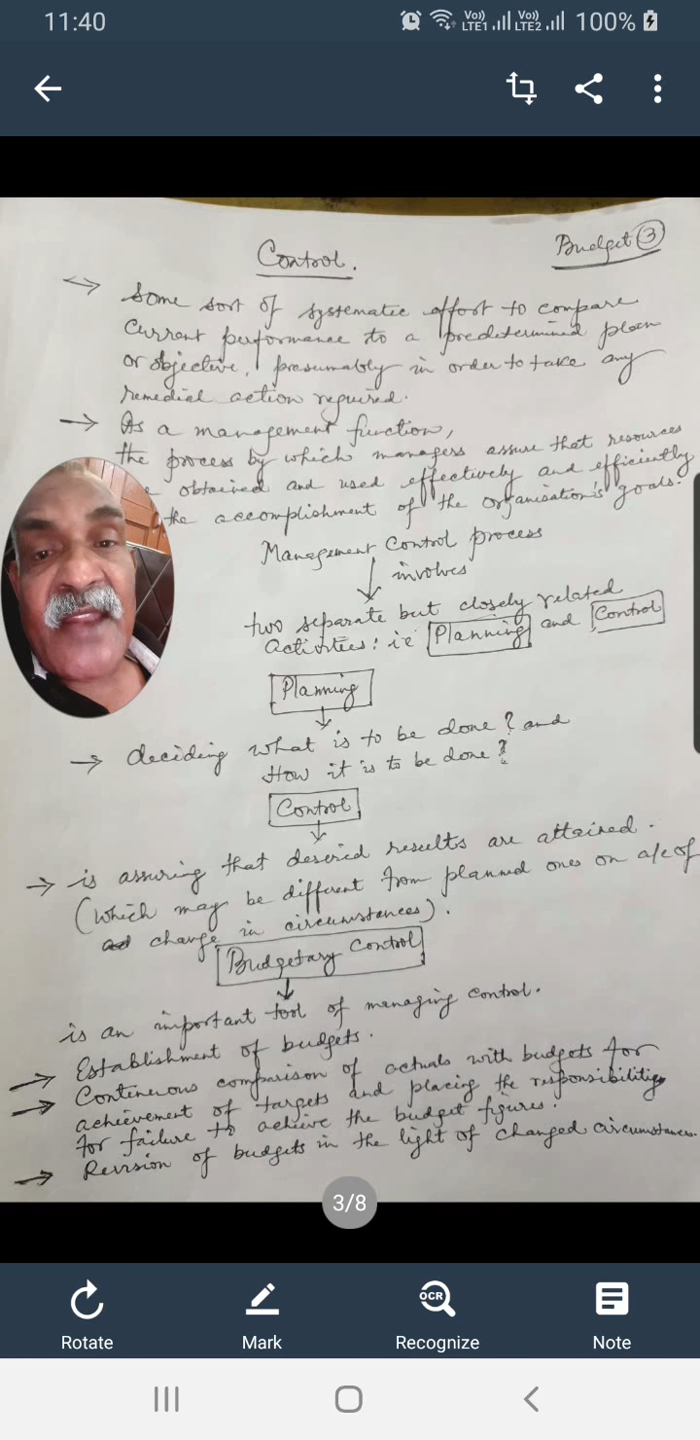 11:40
Vo) LTE1 Vo) LTE2 100%
Control.
Budget ③
→ Some sort of systematic effort to compare
current performance to a predetermined plan
or objective, presumably in order to take any
remedial action required.
→ As a management function,
the process by which managers assure that resources
obtained and used effectively and efficiently
the accomplishment of the organisation's goals.
Management Control process
↓ involves
two separate but closely related
activities: ie Planning and Control
Planning
↓
→ deciding what is to be done? and
How it is to be done?
Control
↓
→ is assuring that desired results are attained.
(which may be different from planned ones on a/c of
change in circumstances).
Budgetary Control
↓
is an important tool of managing control.
→ Establishment of budgets.
→ Continuous comparison of actuals with budgets for
achievement of targets and placing the responsibilities
for failure to achieve the budget figures.
→ Revision of budgets in the light of changed circumstances.
3/8
OCR
Rotate Mark Recognize Note